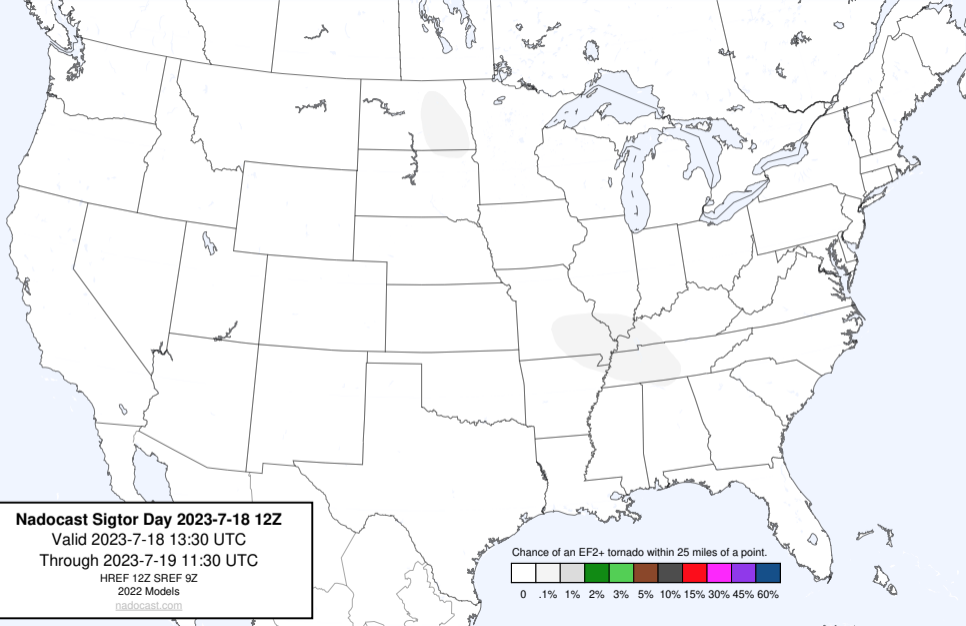 Nadocast Sigtor Day 2023-7-18 12Z
Valid 2023-7-18 13:30 UTC
Through 2023-7-19 11:30 UTC
HREF 12Z SREF 9Z
2022 Models
nadocast.com
Chance of an EF2+ tornado within 25 miles of a point.
0 .1% 1% 2% 3% 5% 10% 15% 30% 45% 60%